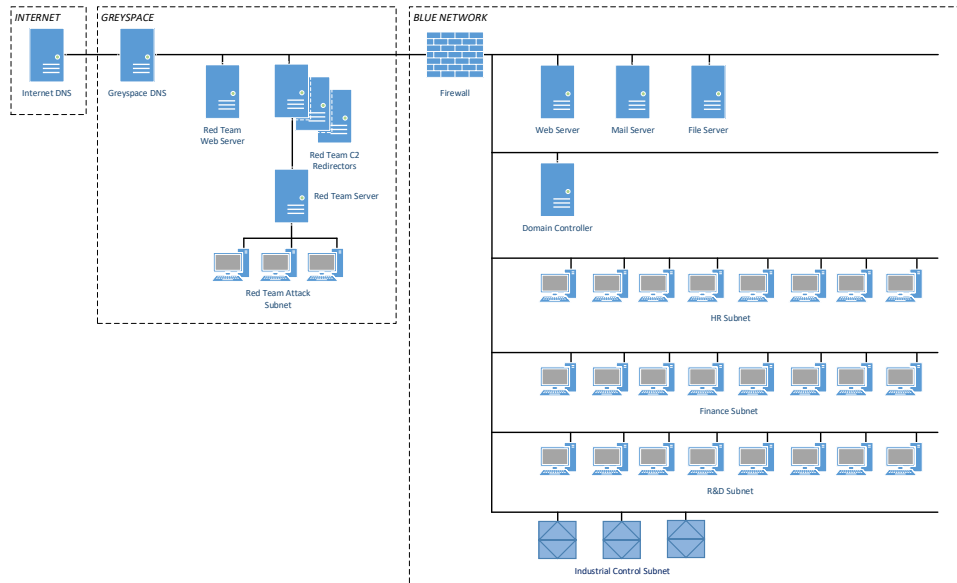 INTERNET
GREYSPACE
BLUE NETWORK
Internet DNS
Greyspace DNS
Red Team
Web Server
Red Team C2
Redirectors
Red Team Server
Red Team Attack
Subnet
Firewall
Web Server
Mail Server
File Server
Domain Controller
HR Subnet
Finance Subnet
R&D Subnet
Industrial Control Subnet